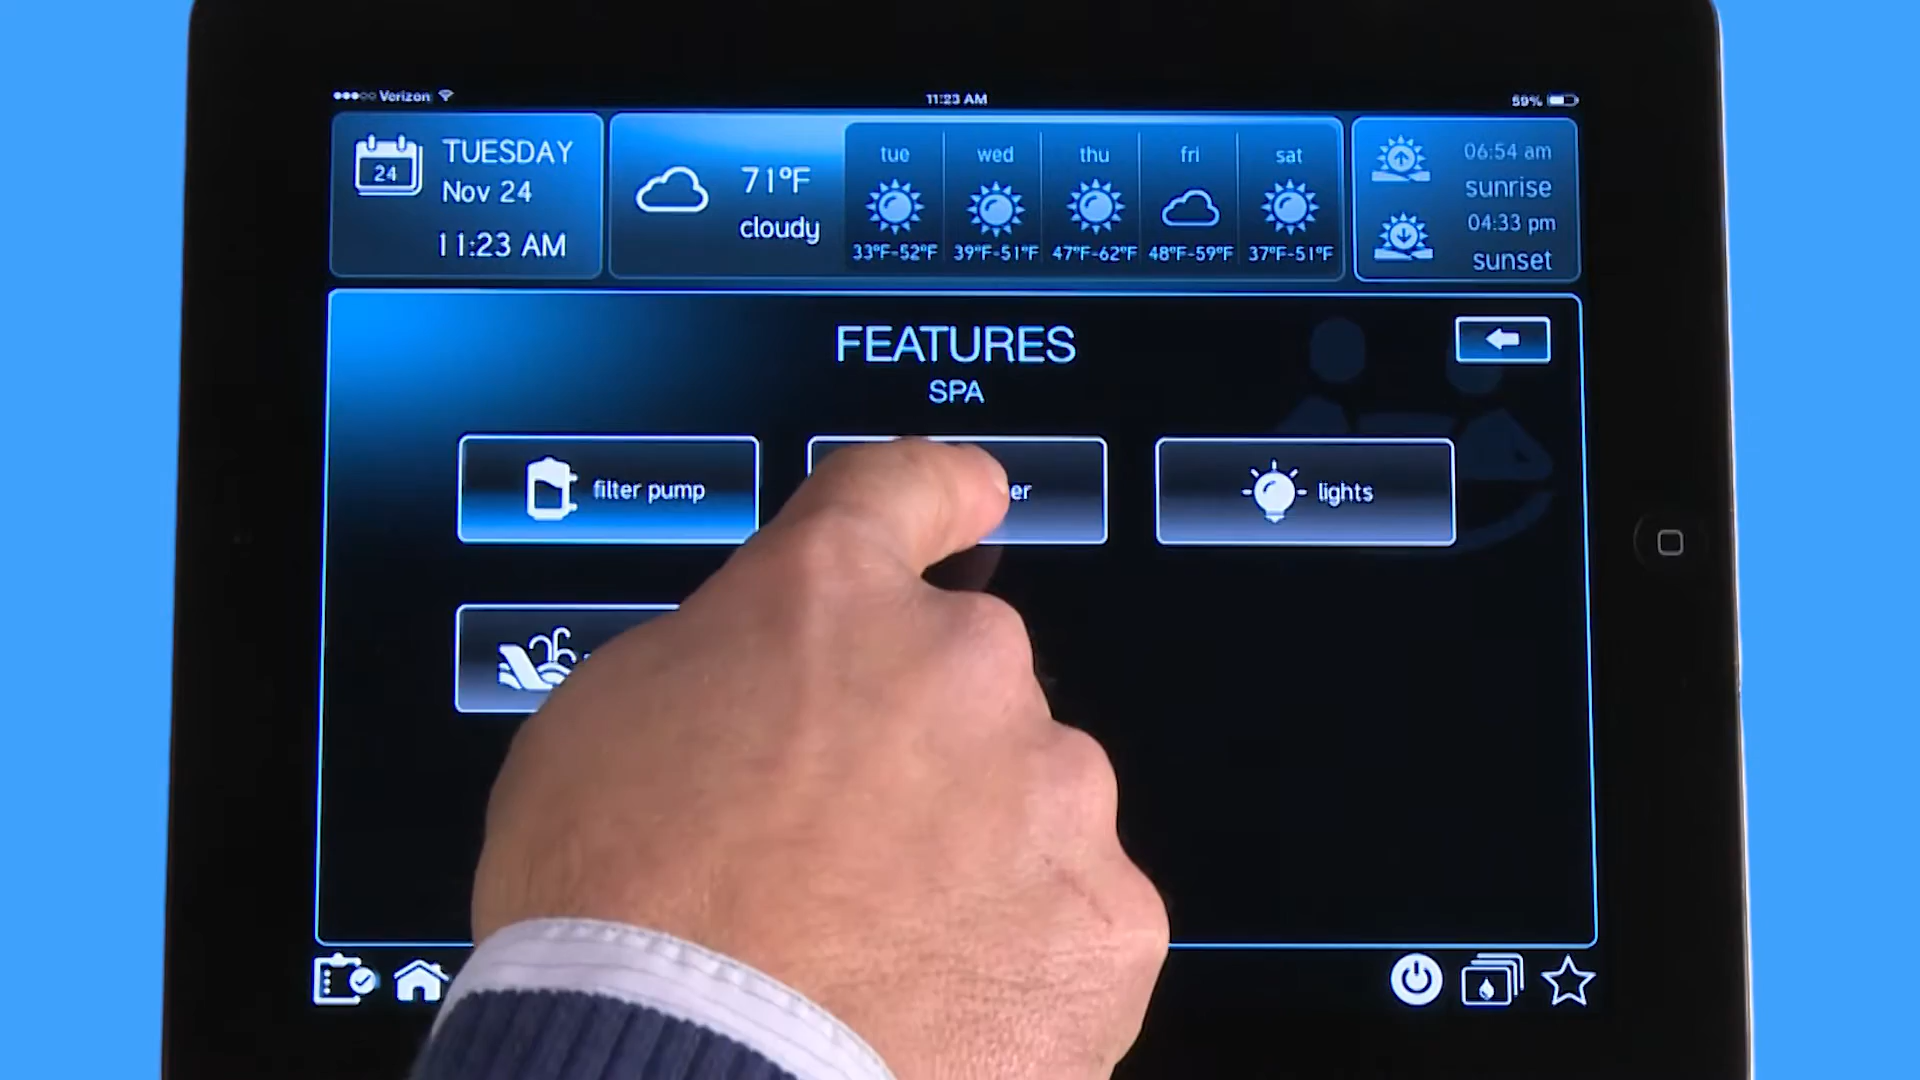 Verizon
11:23 AM
59%
24
TUESDAY
Nov 24
11:23 AM
71°F
cloudy
tue
wed
thu
fri
sat
33°F-52°F
39°F-51°F
47°F-62°F
48°F-59°F
37°F-51°F
06:54 am
sunrise
04:33 pm
sunset
FEATURES
SPA
filter pump
er
lights